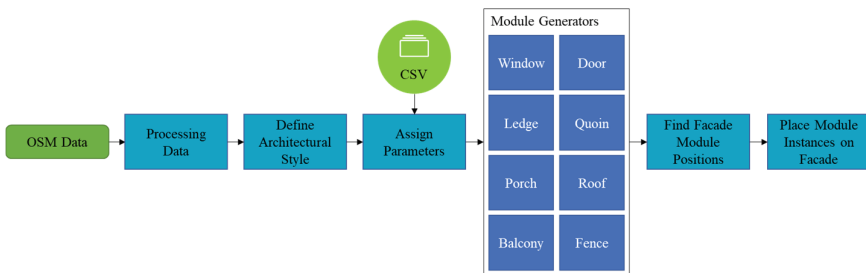 Module Generators
CSV
Window
Door
OSM Data
Processing
Data
Define
Architectural
Style
Assign
Parameters
Ledge
Quoin
Find Facade
Module
Positions
Place Module
Instances on
Facade
Porch
Roof
Balcony
Fence